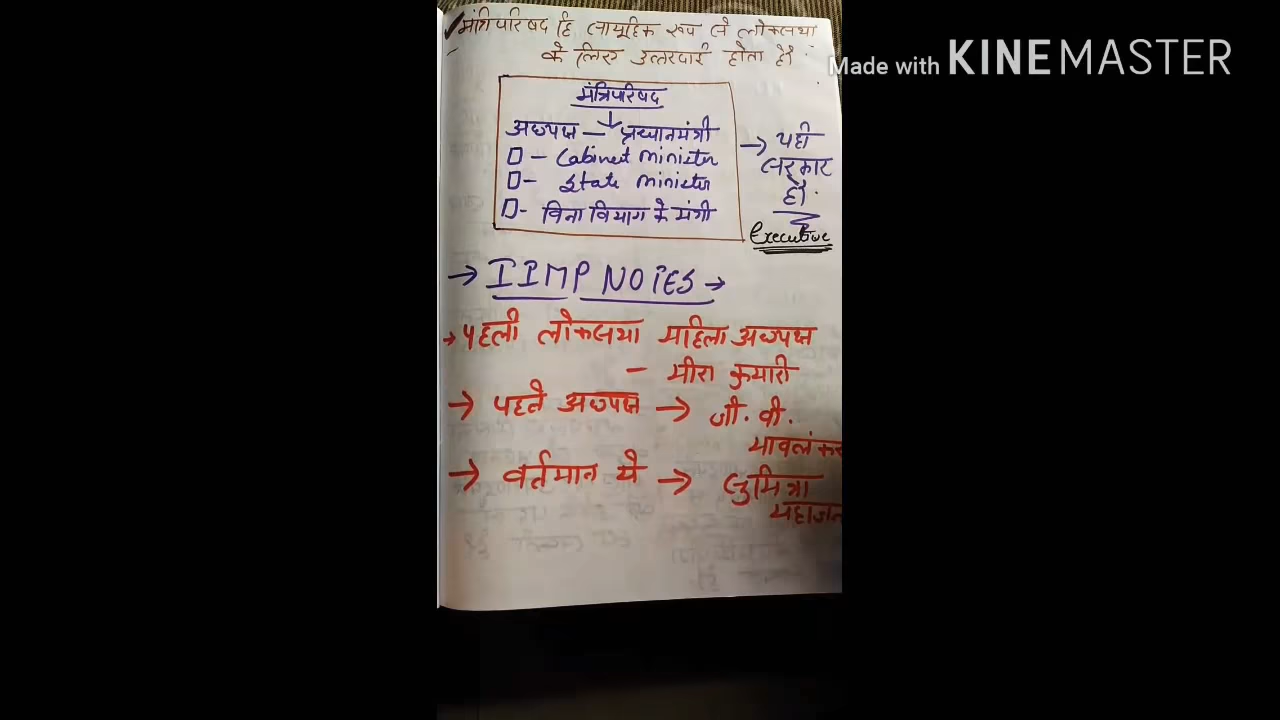 मंत्रिपरिषद हि सामूहिक रूप से लोकसभा
के लिए उत्तरदाई होता है।
Made with KINEMASTER
मंत्रिपरिषद
अध्यक्ष — प्रधानमंत्री
- Cabinet minister
- State minister
- बिना विभाग के मंत्री
→ यही
सरकार
है।
Executive
→ IIMP NOTES →
→ पहली लोकसभा महिला अध्यक्ष
- मीरा कुमारी
→ पहले अध्यक्ष → जी. वी.
मावलंकर
→ वर्तमान मे → सुमित्रा
महाजन